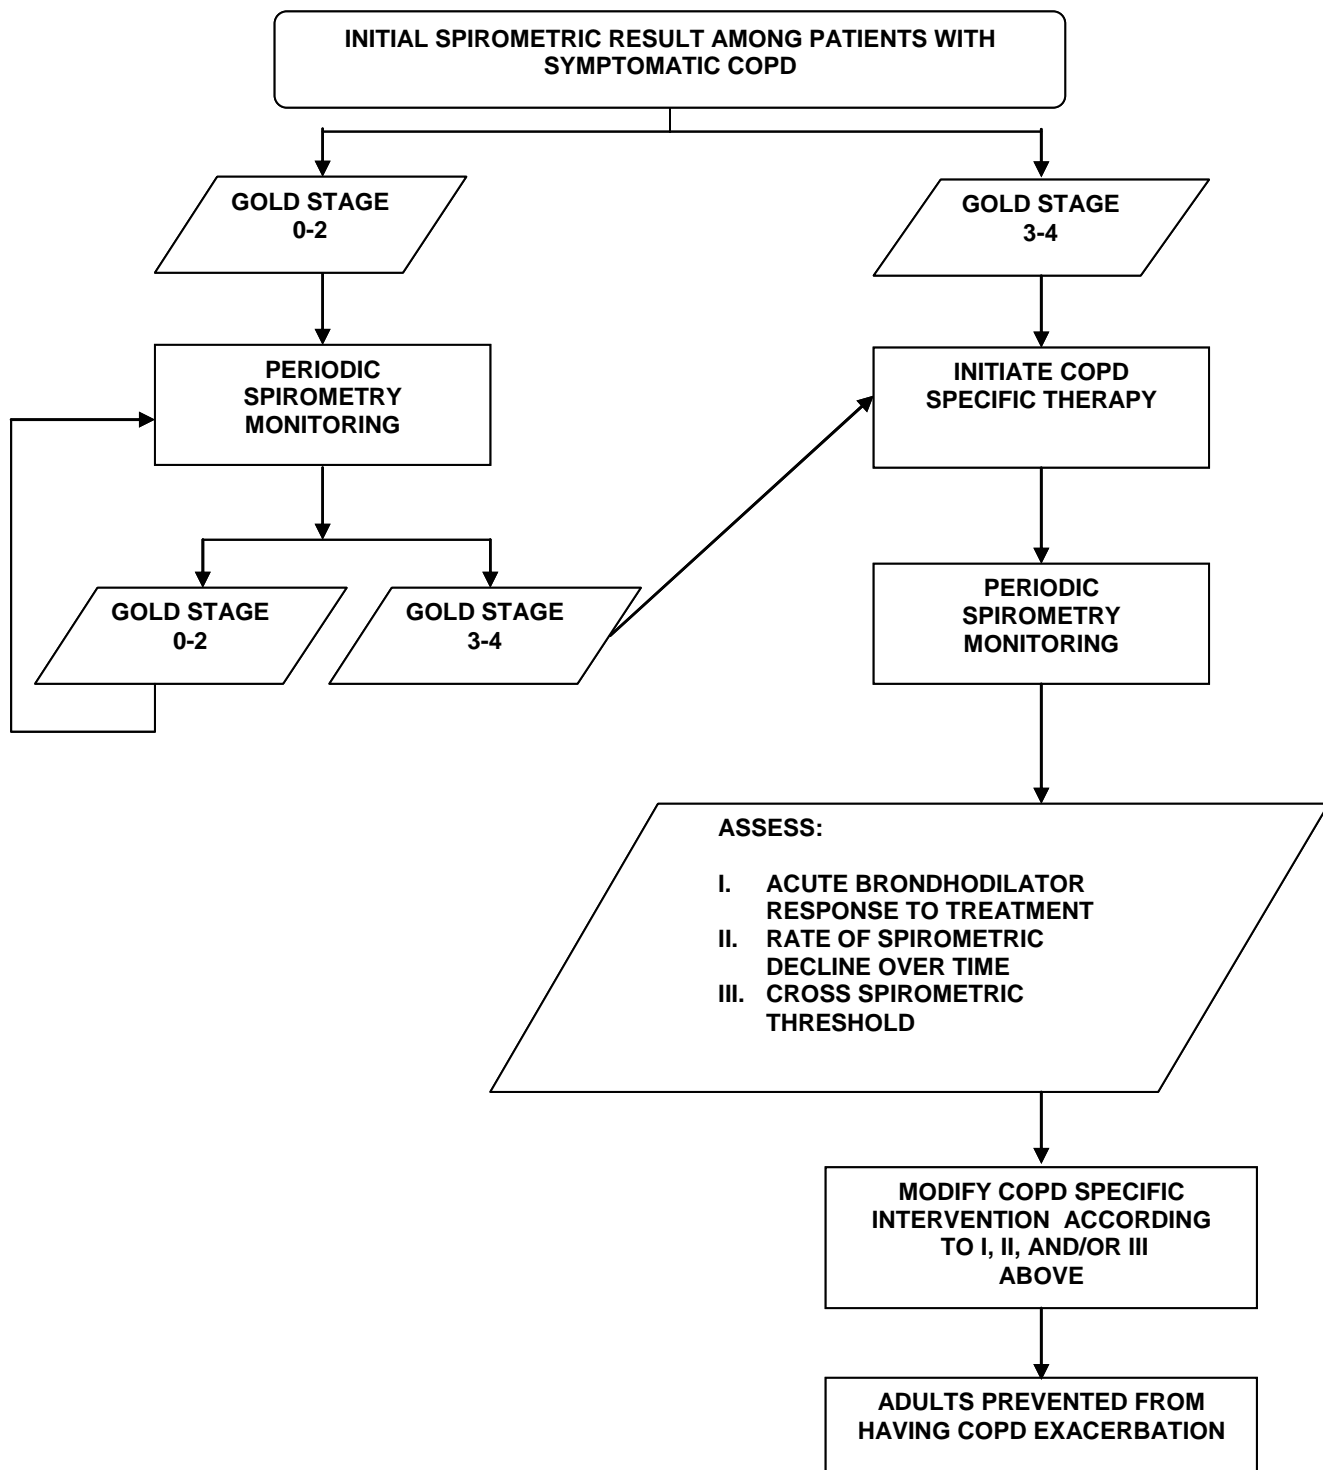 INITIAL SPIROMETRIC RESULT AMONG PATIENTS WITH
SYMPTOMATIC COPD
GOLD STAGE
0-2
GOLD STAGE
3-4
PERIODIC
SPIROMETRY
MONITORING
INITIATE COPD
SPECIFIC THERAPY
GOLD STAGE
0-2
GOLD STAGE
3-4
PERIODIC
SPIROMETRY
MONITORING
ASSESS:
I. ACUTE BRONDHODILATOR
RESPONSE TO TREATMENT
II. RATE OF SPIROMETRIC
DECLINE OVER TIME
III. CROSS SPIROMETRIC
THRESHOLD
MODIFY COPD SPECIFIC
INTERVENTION ACCORDING
TO I, II, AND/OR III
ABOVE
ADULTS PREVENTED FROM
HAVING COPD EXACERBATION